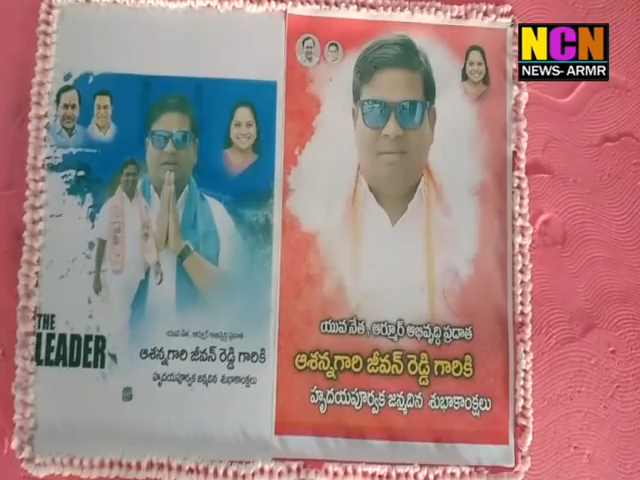 NCN
NEWS- ARMR
THE
LEADER
యువ నేత, ఆర్మూర్ అభివృద్ధి ప్రదాత
ఆశన్నగారి జీవన్ రెడ్డి గారికి
హృదయపూర్వక జన్మదిన శుభాకాంక్షలు
యువ నేత, ఆర్మూర్ అభివృద్ధి ప్రదాత
ఆశన్నగారి జీవన్ రెడ్డి గారికి
హృదయపూర్వక జన్మదిన శుభాకాంక్షలు